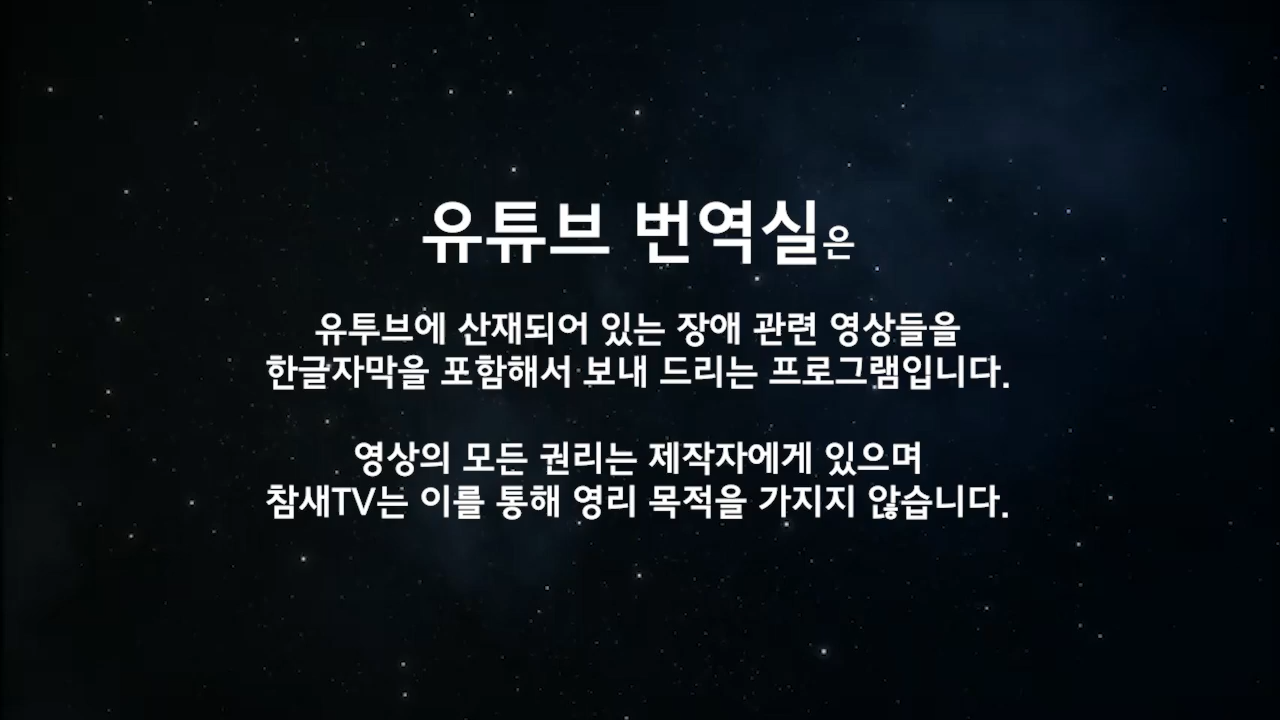 유튜브 번역실은
유투브에 산재되어 있는 장애 관련 영상들을
한글자막을 포함해서 보내 드리는 프로그램입니다.
영상의 모든 권리는 제작자에게 있으며
참새TV는 이를 통해 영리 목적을 가지지 않습니다.